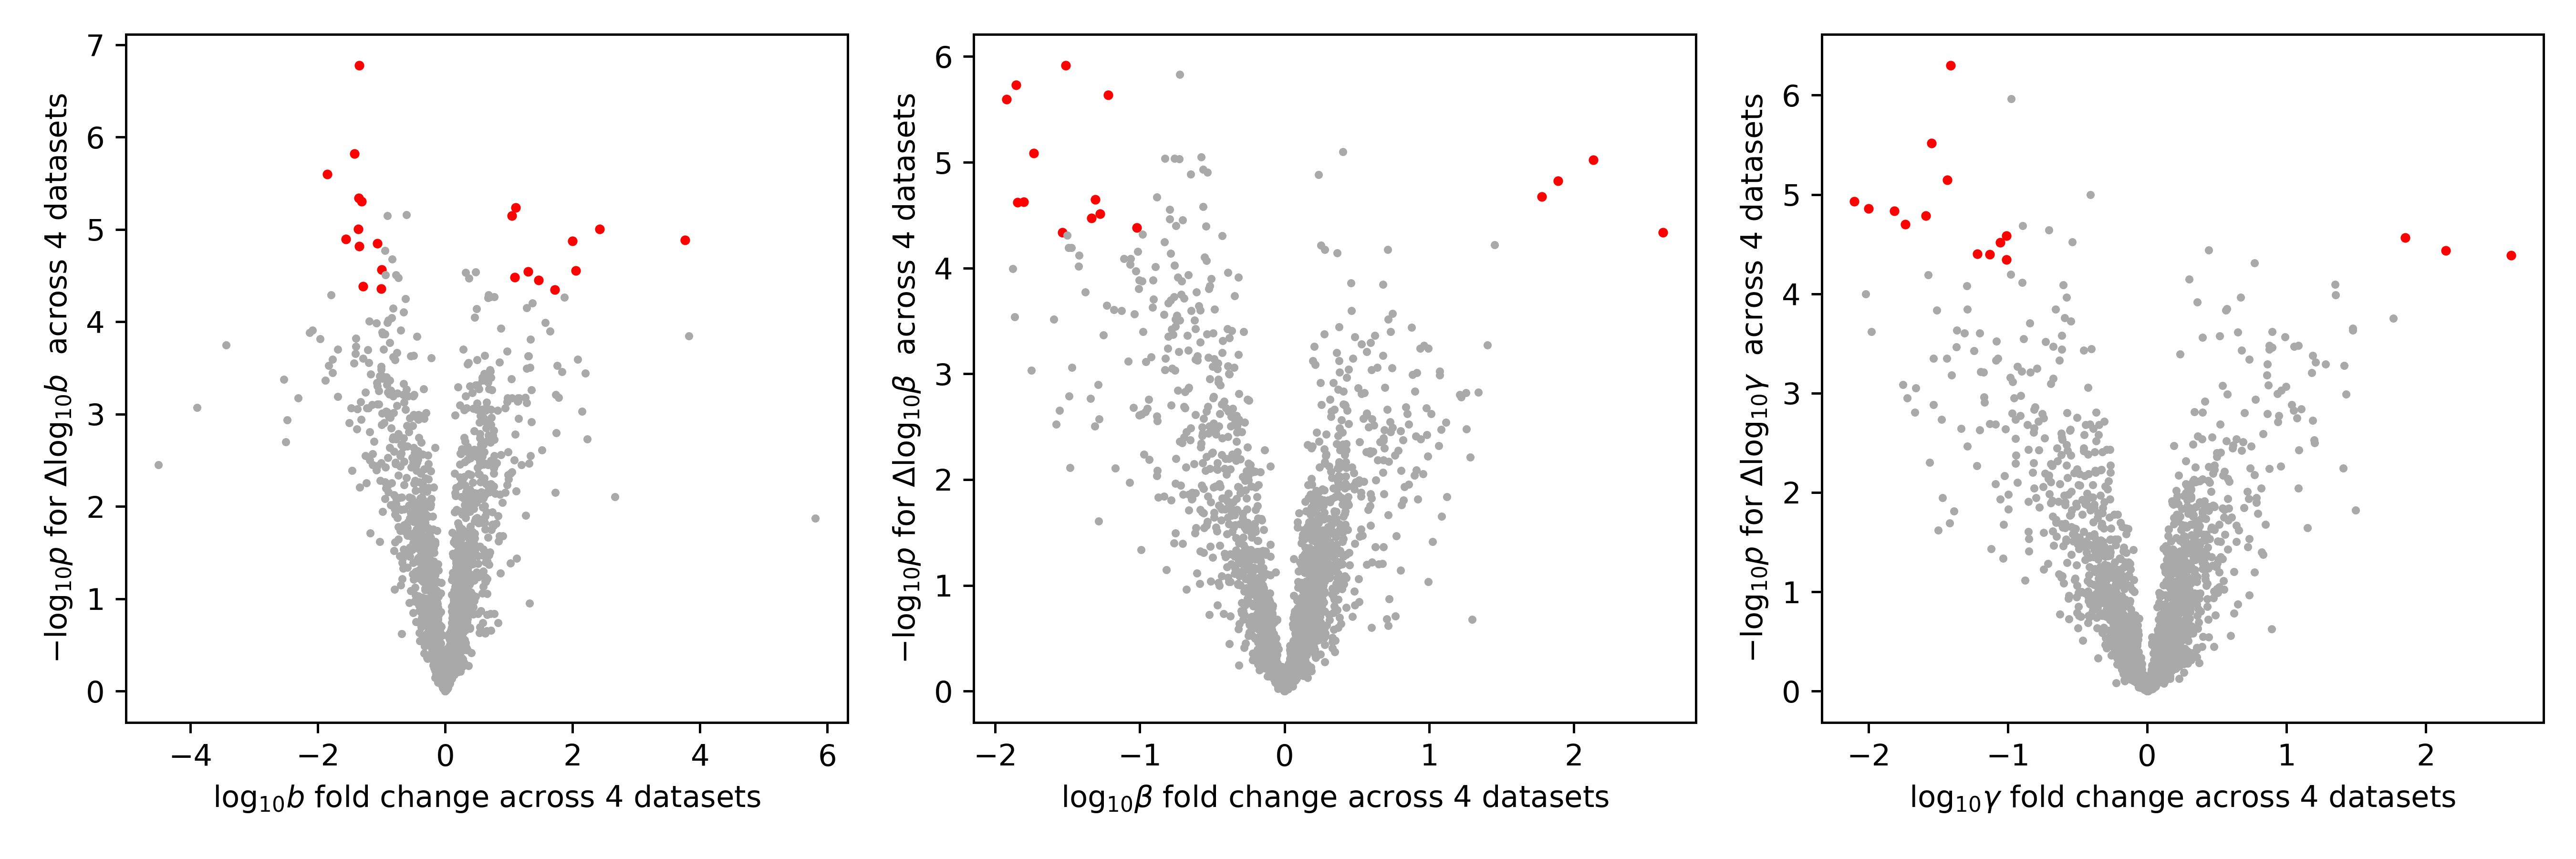 7
6
5
4
3
2
1
0
−log₁₀p for Δlog₁₀b across 4 datasets
−4 −2 0 2 4 6
log₁₀b fold change across 4 datasets
6
5
4
3
2
1
0
−log₁₀p for Δlog₁₀β across 4 datasets
−2 −1 0 1 2
log₁₀β fold change across 4 datasets
6
5
4
3
2
1
0
−log₁₀p for Δlog₁₀γ across 4 datasets
−2 −1 0 1 2
log₁₀γ fold change across 4 datasets